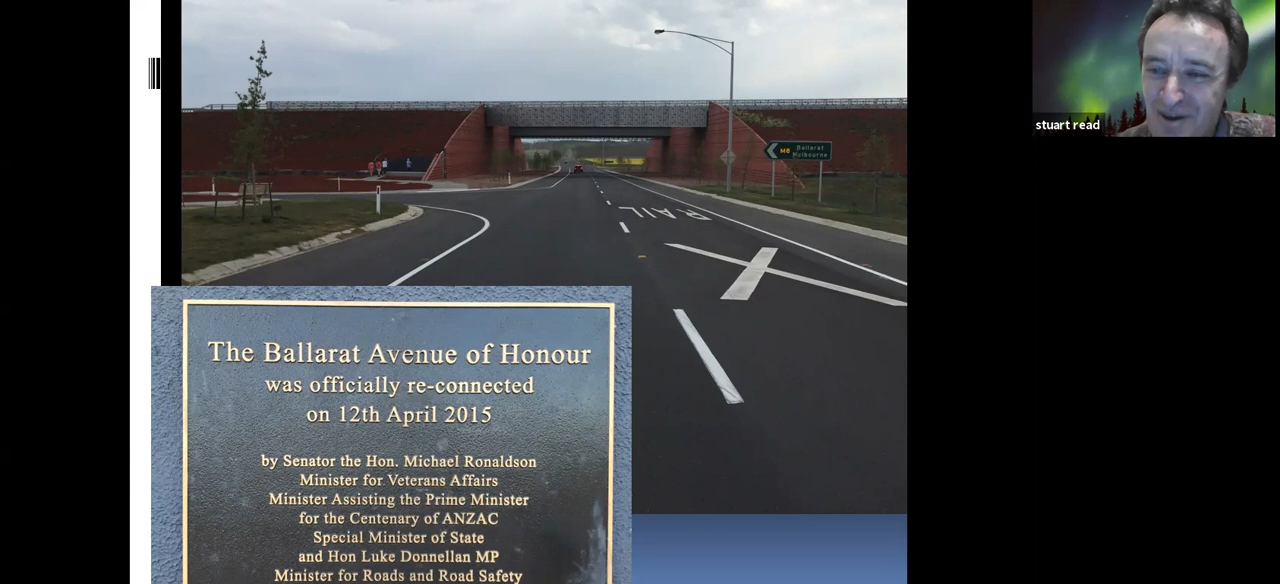 stuart read
M8 Ballarat
Melbourne
RAIL
X
The Ballarat Avenue of Honour
was officially re-connected
on 12th April 2015
by Senator the Hon. Michael Ronaldson
Minister for Veterans Affairs
Minister Assisting the Prime Minister
for the Centenary of ANZAC
Special Minister of State
and Hon Luke Donnellan MP
Minister for Roads and Road Safety